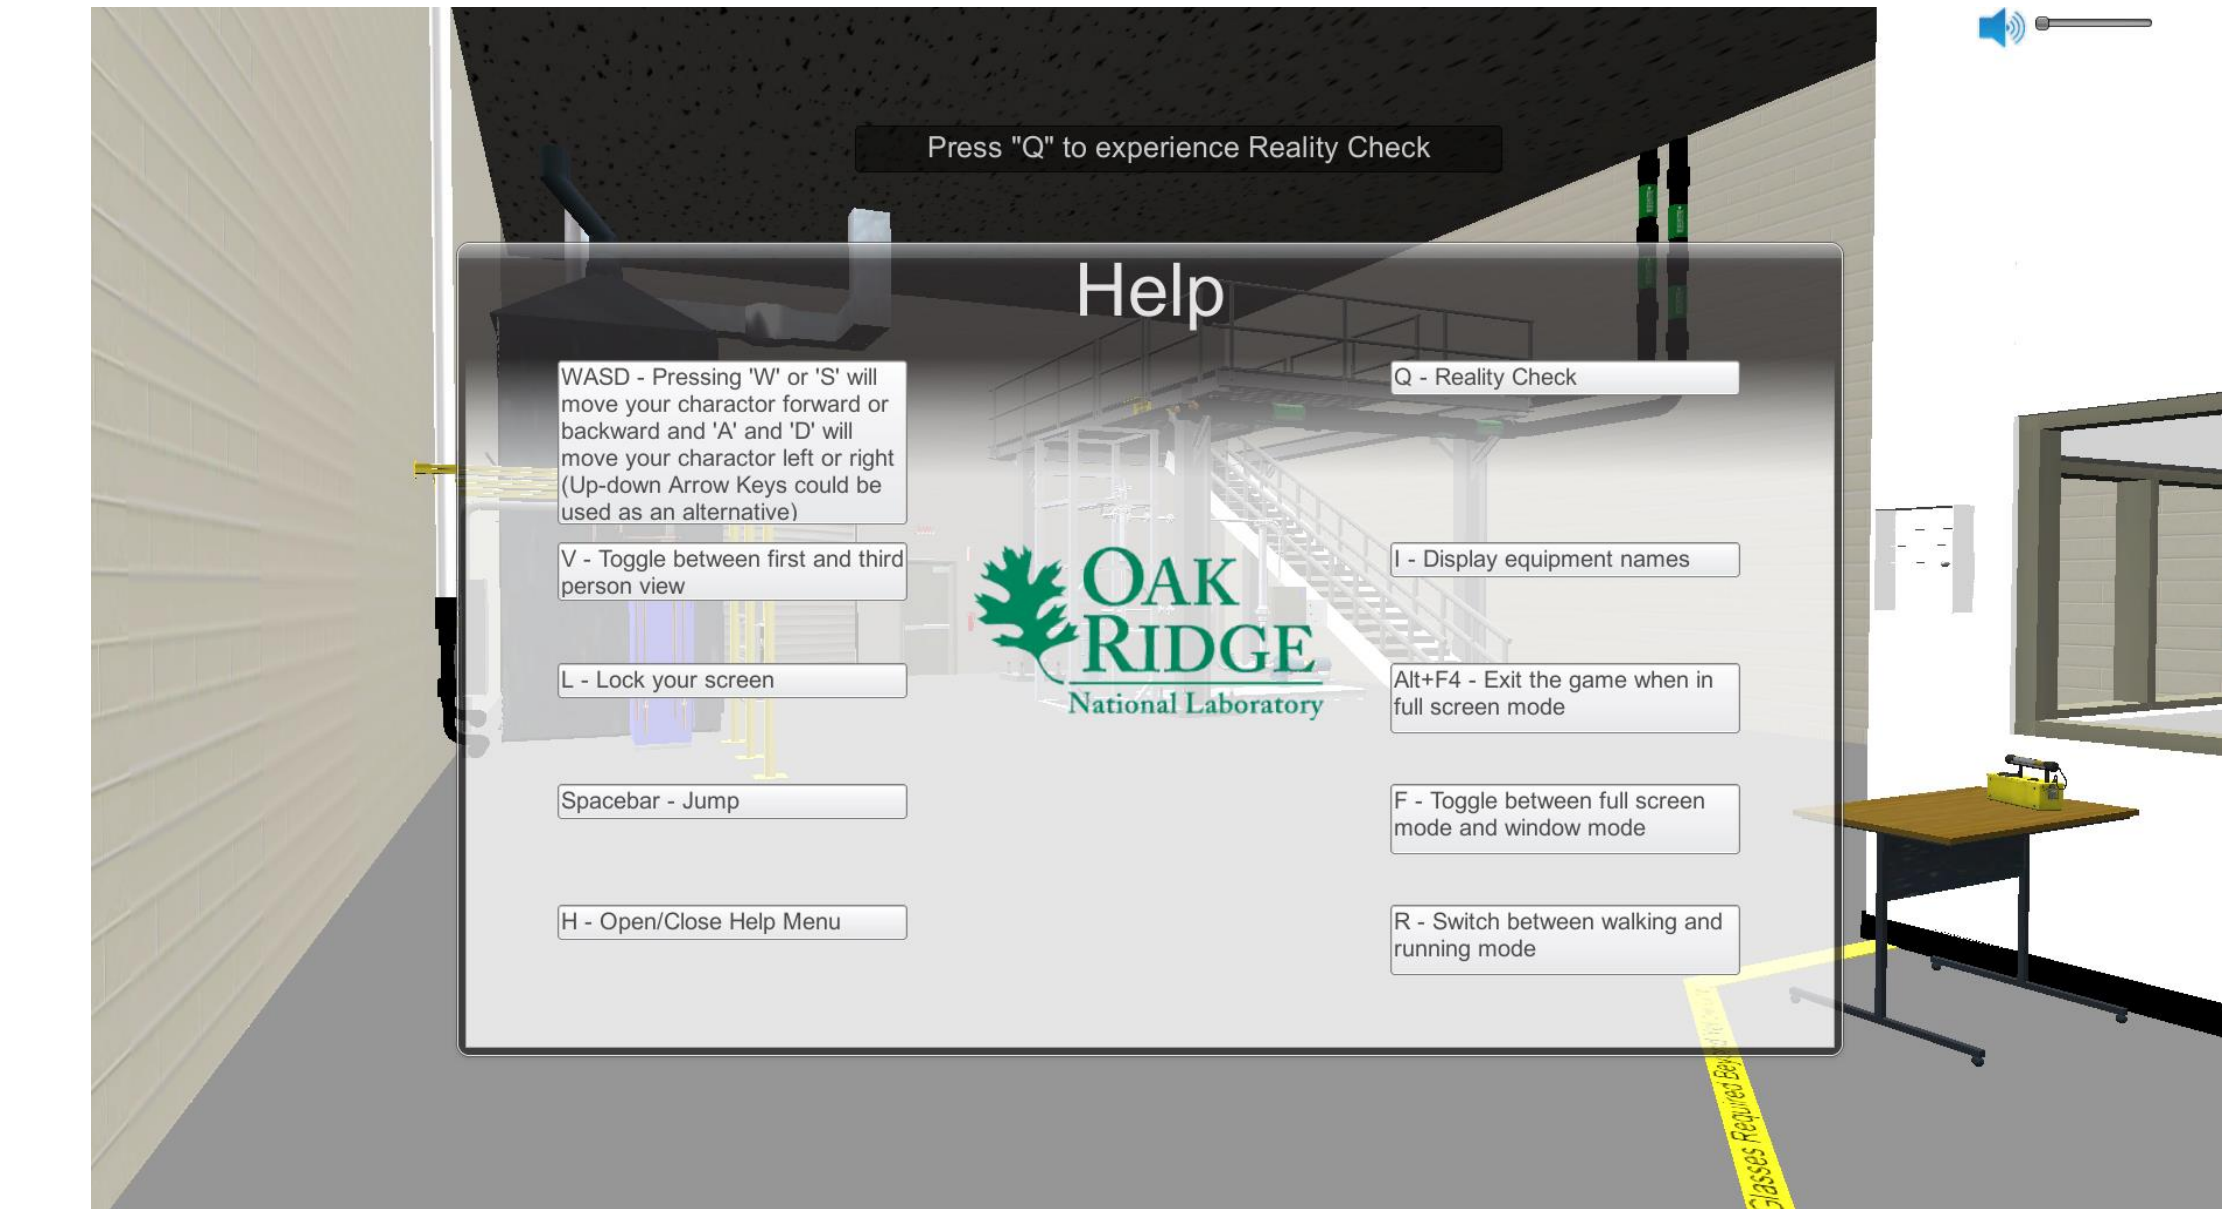 Press "Q" to experience Reality Check
Help
WASD - Pressing 'W' or 'S' will
move your charactor forward or
backward and 'A' and 'D' will
move your charactor left or right
(Up-down Arrow Keys could be
used as an alternative)
V - Toggle between first and third
person view
L - Lock your screen
Spacebar - Jump
H - Open/Close Help Menu
OAK
RIDGE
National Laboratory
Q - Reality Check
I - Display equipment names
Alt+F4 - Exit the game when in
full screen mode
F - Toggle between full screen
mode and window mode
R - Switch between walking and
running mode
Glasses Required Beyond